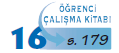 ÖĞRENCİ
ÇALIŞMA KİTABI
16 s. 179